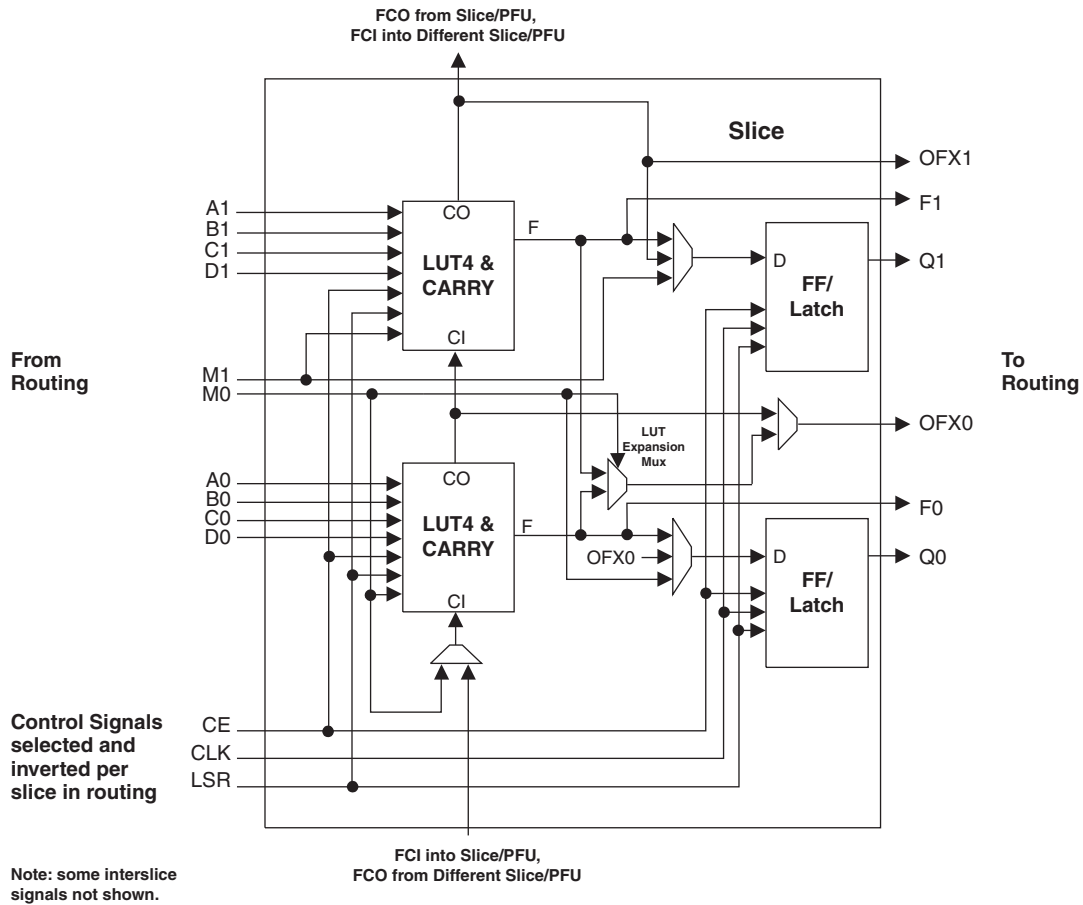 FCO from Slice/PFU,
FCI into Different Slice/PFU
Slice
OFX1
F1
A1
B1
C1
D1
CO
LUT4 &
CARRY
CI
F
D
FF/
Latch
Q1
From
Routing
To
Routing
M1
M0
LUT
Expansion
Mux
OFX0
A0
B0
C0
D0
CO
LUT4 &
CARRY
CI
F
OFX0
F0
D
FF/
Latch
Q0
Control Signals
selected and
inverted per
slice in routing
CE
CLK
LSR
FCI into Slice/PFU,
FCO from Different Slice/PFU
Note: some interslice
signals not shown.